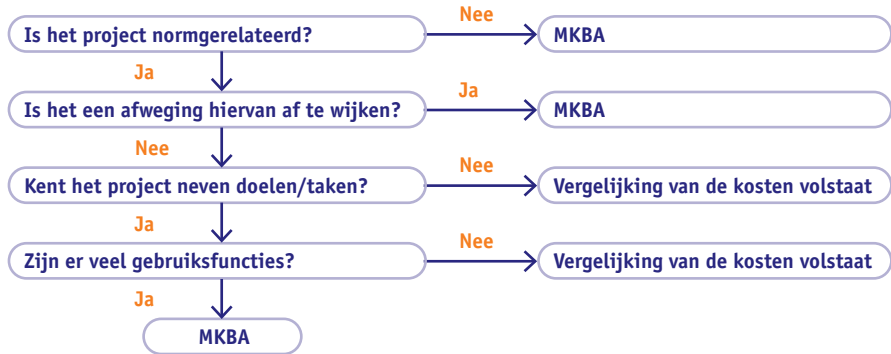 Nee
Is het project normgerelateerd?
MKBA
Ja
Ja
Is het een afweging hiervan af te wijken?
MKBA
Nee
Nee
Kent het project neven doelen/taken?
Vergelijking van de kosten volstaat
Ja
Nee
Zijn er veel gebruiksfuncties?
Vergelijking van de kosten volstaat
Ja
MKBA